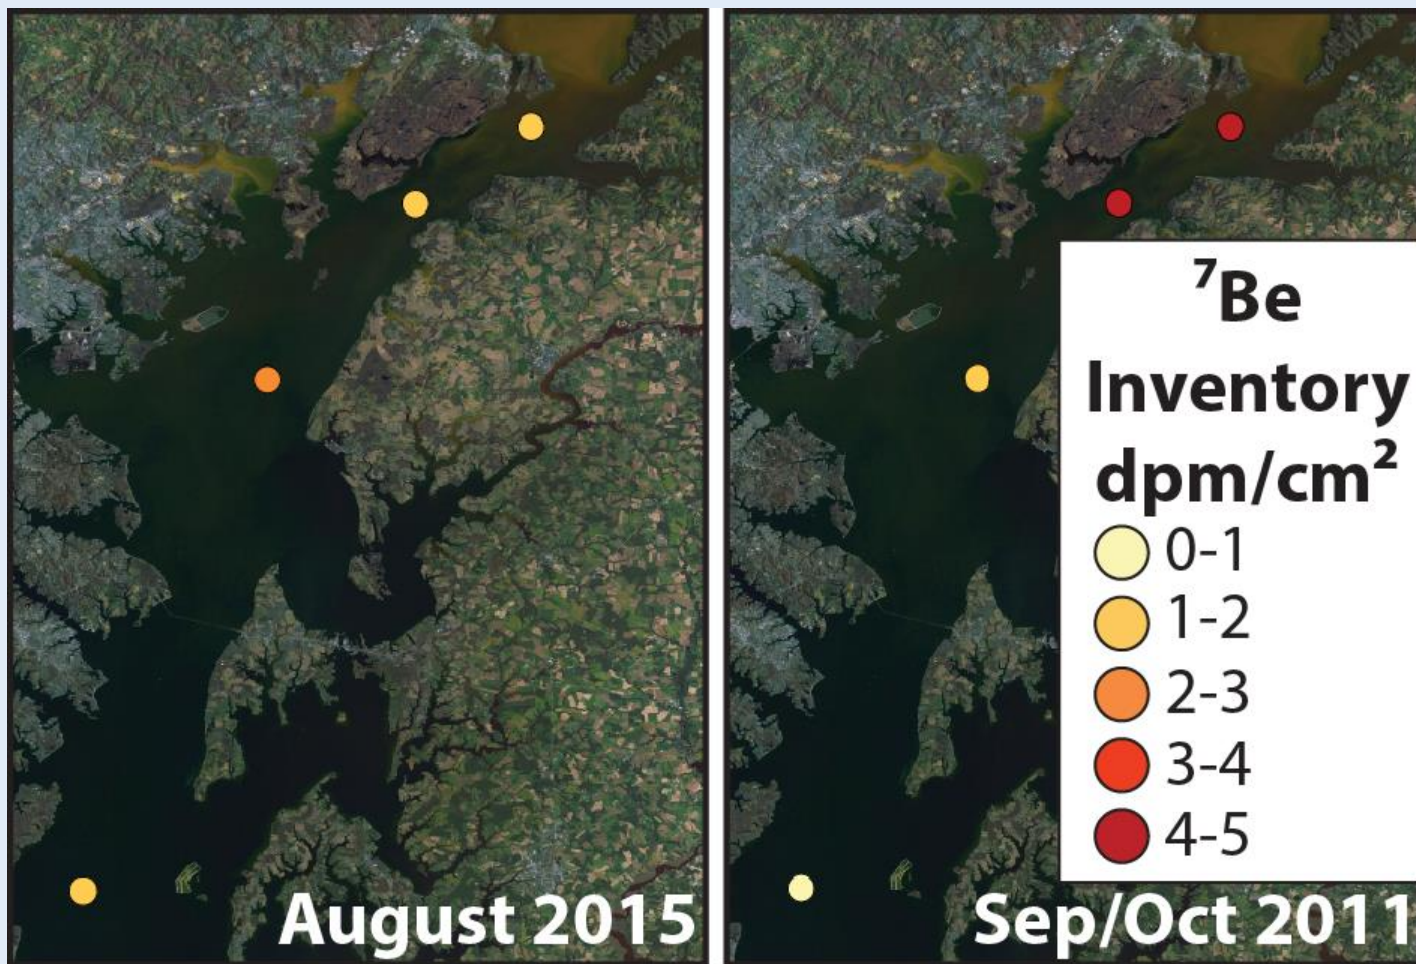 August 2015
⁷Be
Inventory
dpm/cm²
0-1
1-2
2-3
3-4
4-5
Sep/Oct 2011